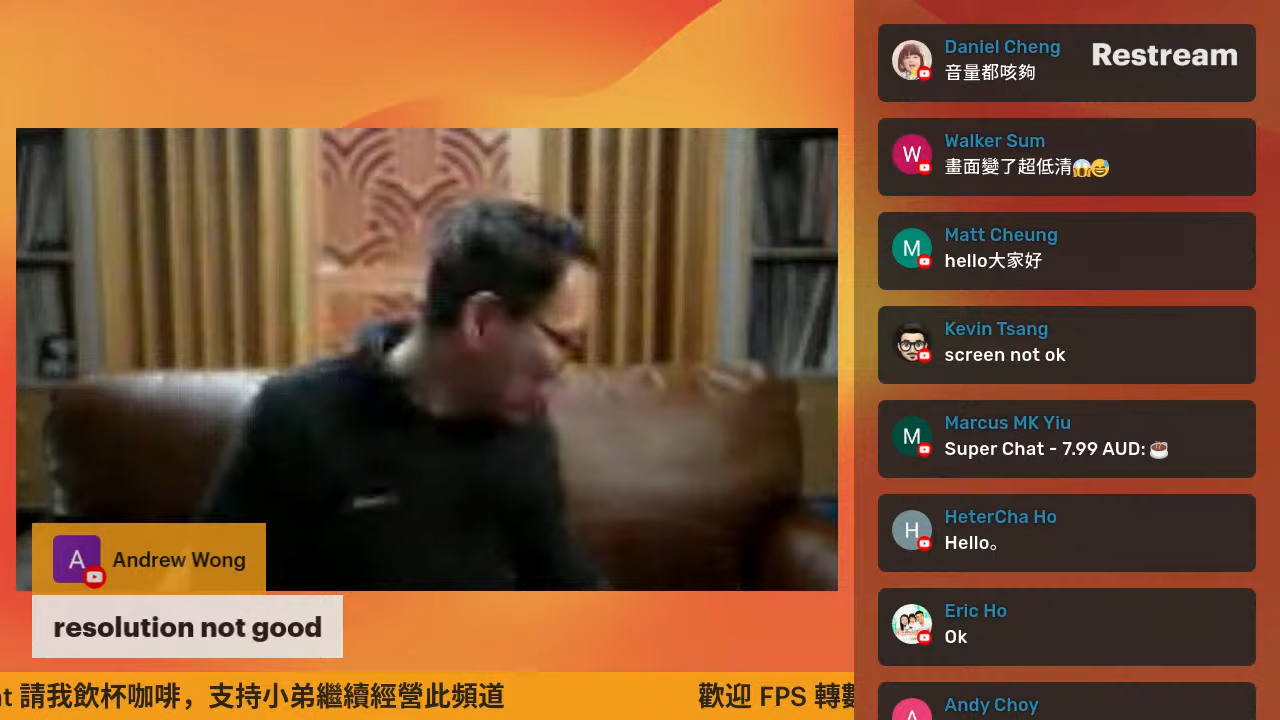 Restream
Daniel Cheng
音量都咳夠
W
Walker Sum
畫面變了超低清😱😅
M
Matt Cheung
hello大家好
Kevin Tsang
screen not ok
M
Marcus MK Yiu
Super Chat - 7.99 AUD: ☕
H
HeterCha Ho
Hello。
Eric Ho
Ok
Andy Choy
A
Andrew Wong
resolution not good
請我飲杯咖啡，支持小弟繼續經營此頻道
歡迎 FPS 轉數